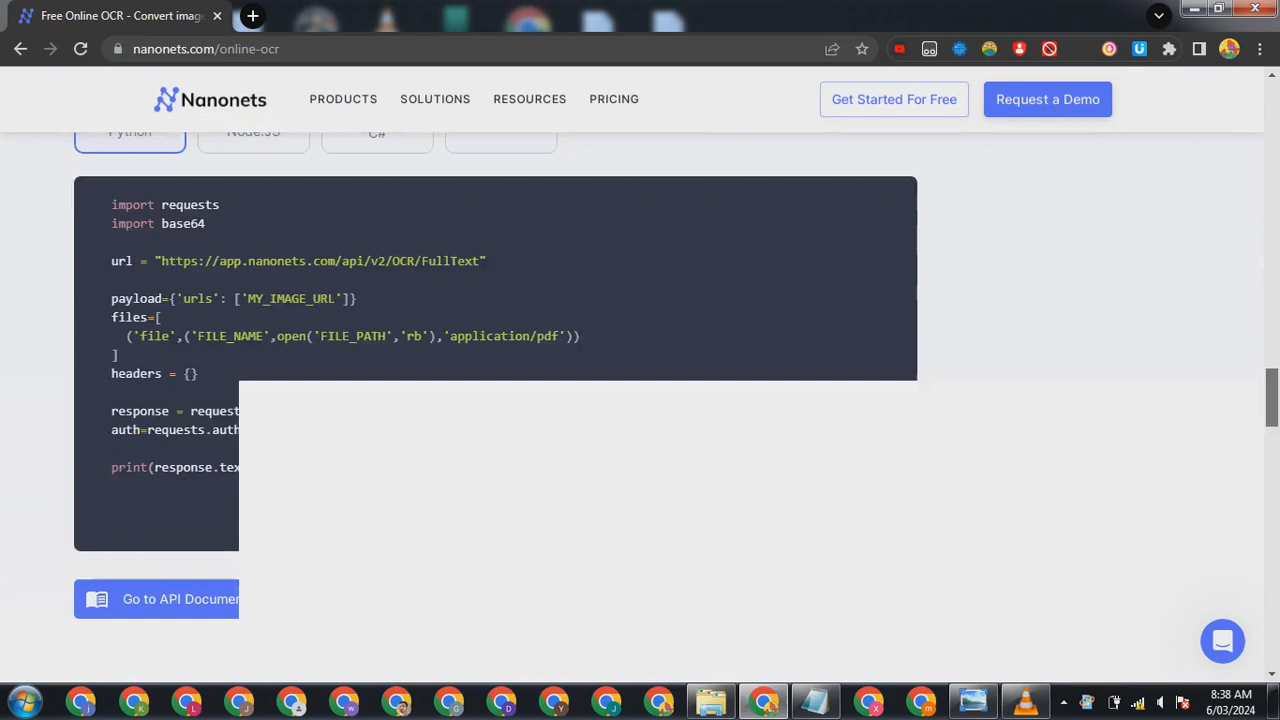 Free Online OCR - Convert imag
nanonets.com/online-ocr
Nanonets
PRODUCTS
SOLUTIONS
RESOURCES
PRICING
Get Started For Free
Request a Demo
Python
Node.JS
C#
import requests
import base64
url = "https://app.nanonets.com/api/v2/OCR/FullText"
payload={'urls': ['MY_IMAGE_URL']}
files=[
('file',('FILE_NAME',open('FILE_PATH','rb'),'application/pdf'))
]
headers = {}
response = request
auth=requests.auth
print(response.tex
Go to API Documen
8:38 AM
6/03/2024